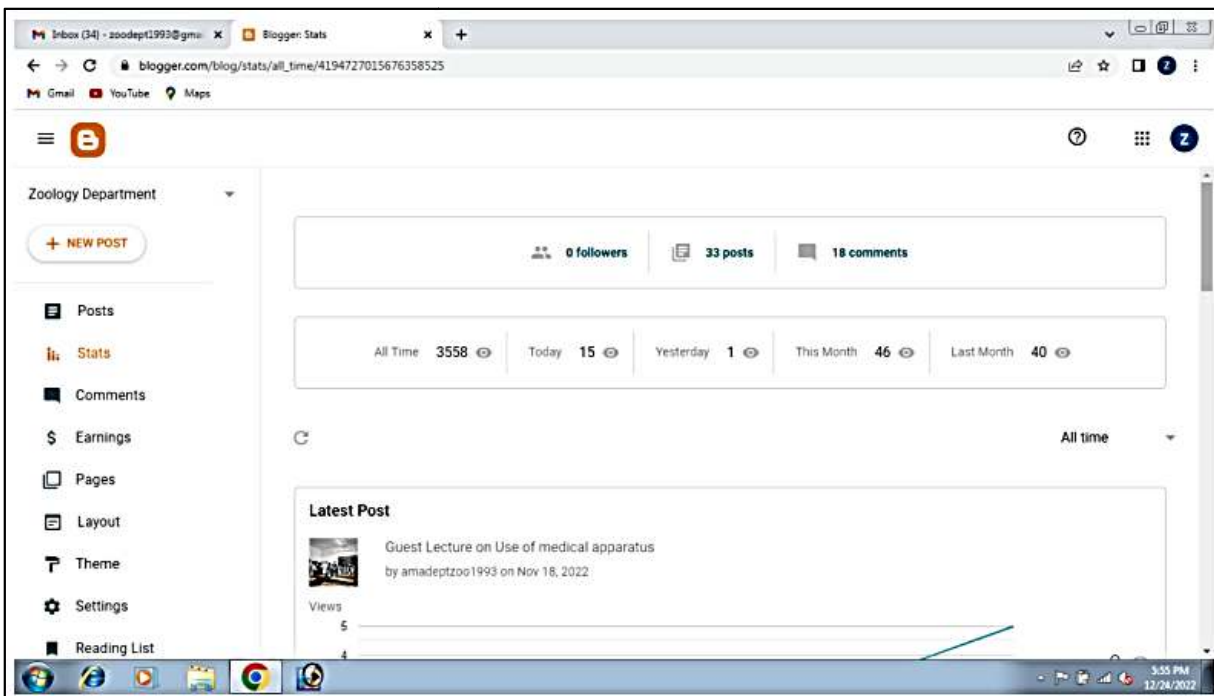 Inbox (34) - zoodept1993@gma
Blogger: Stats
blogger.com/blog/stats/all_time/4194727015676358525
Gmail YouTube Maps
Z
Z
Zoology Department
+ NEW POST
0 followers 33 posts 18 comments
Posts
Stats
All Time 3558 Today 15 Yesterday 1 This Month 46 Last Month 40
Comments
Earnings
All time
Pages
Layout
Latest Post
Guest Lecture on Use of medical apparatus
by amadeptzoo1993 on Nov 18, 2022
Theme
Settings
Views
5
Reading List
4
3:55 PM
12/24/2022